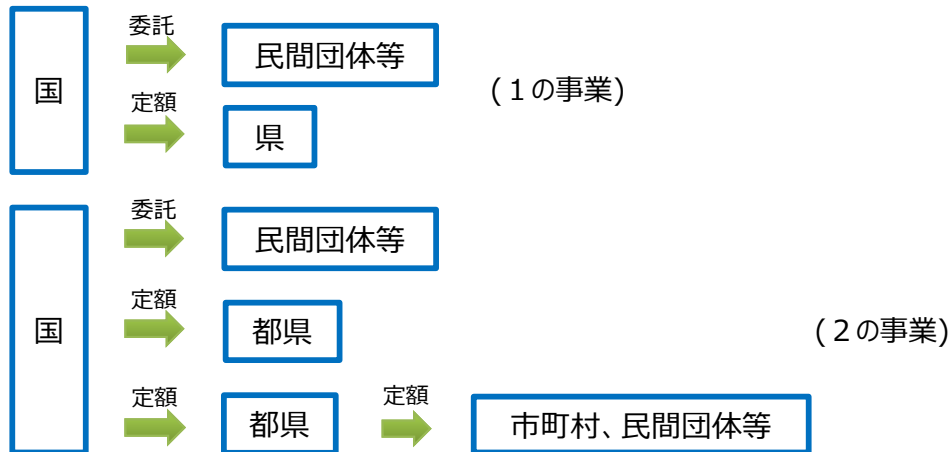 委託
国
民間団体等
(１の事業)
定額
県
委託
民間団体等
定額
国
都県
(２の事業)
定額
都県
定額
市町村、民間団体等